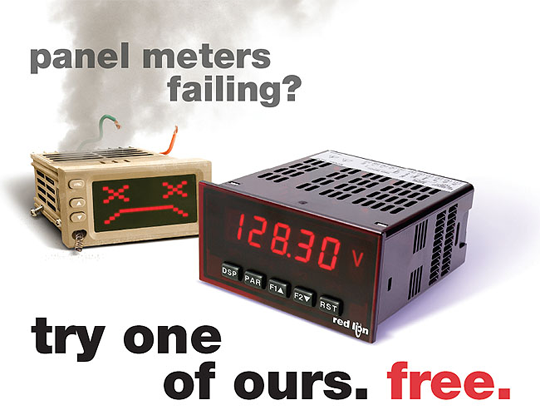 panel meters
failing?
128.30 V
DSP PAR F1▲ F2▼ RST
red lion
try one
of ours. free.